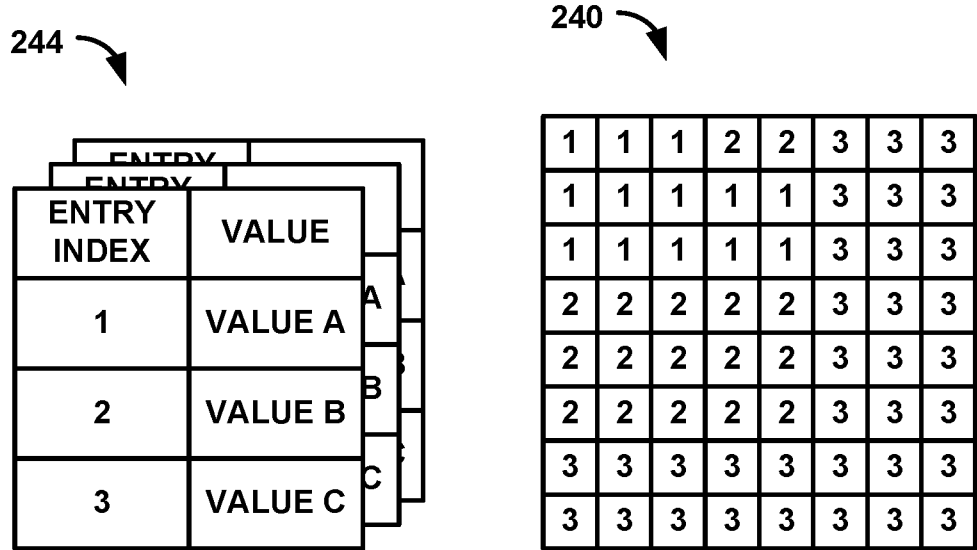 244
240
ENTRY
ENTRY
ENTRY INDEX VALUE
1 VALUE A
2 VALUE B
3 VALUE C
A A
B B
C C
1 1 1 2 2 3 3 3
1 1 1 1 1 3 3 3
1 1 1 1 1 3 3 3
2 2 2 2 2 3 3 3
2 2 2 2 2 3 3 3
2 2 2 2 2 3 3 3
3 3 3 3 3 3 3 3
3 3 3 3 3 3 3 3